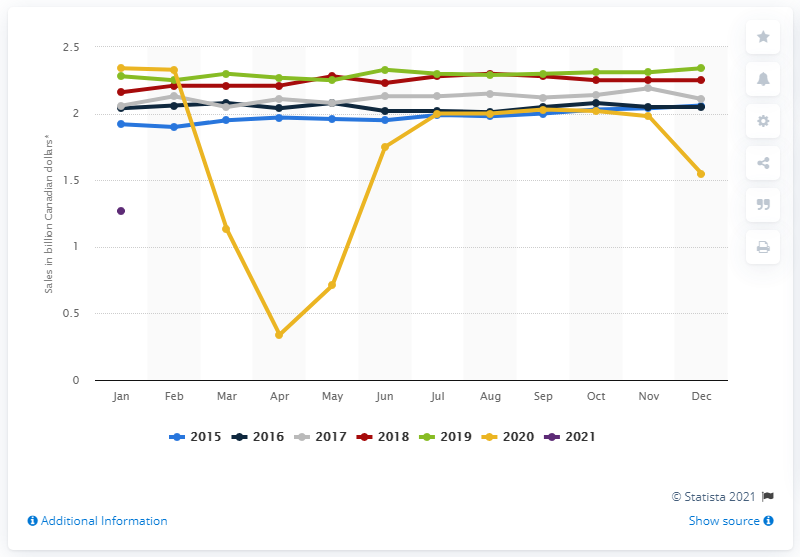 2.5
2
1.5
1
0.5
0
Sales in billion Canadian dollars*
Jan Feb Mar Apr May Jun Jul Aug Sep Oct Nov Dec
2015 2016 2017 2018 2019 2020 2021
© Statista 2021
Additional Information
Show source